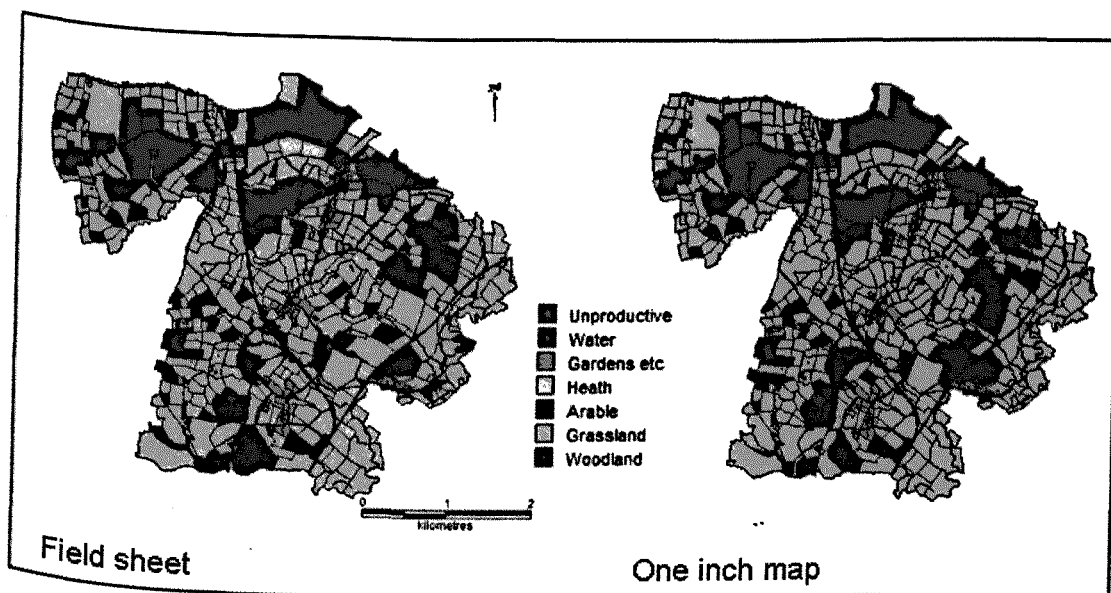 Unproductive
Water
Gardens etc
Heath
Arable
Grassland
Woodland
0 1 2
kilometres
Field sheet
One inch map